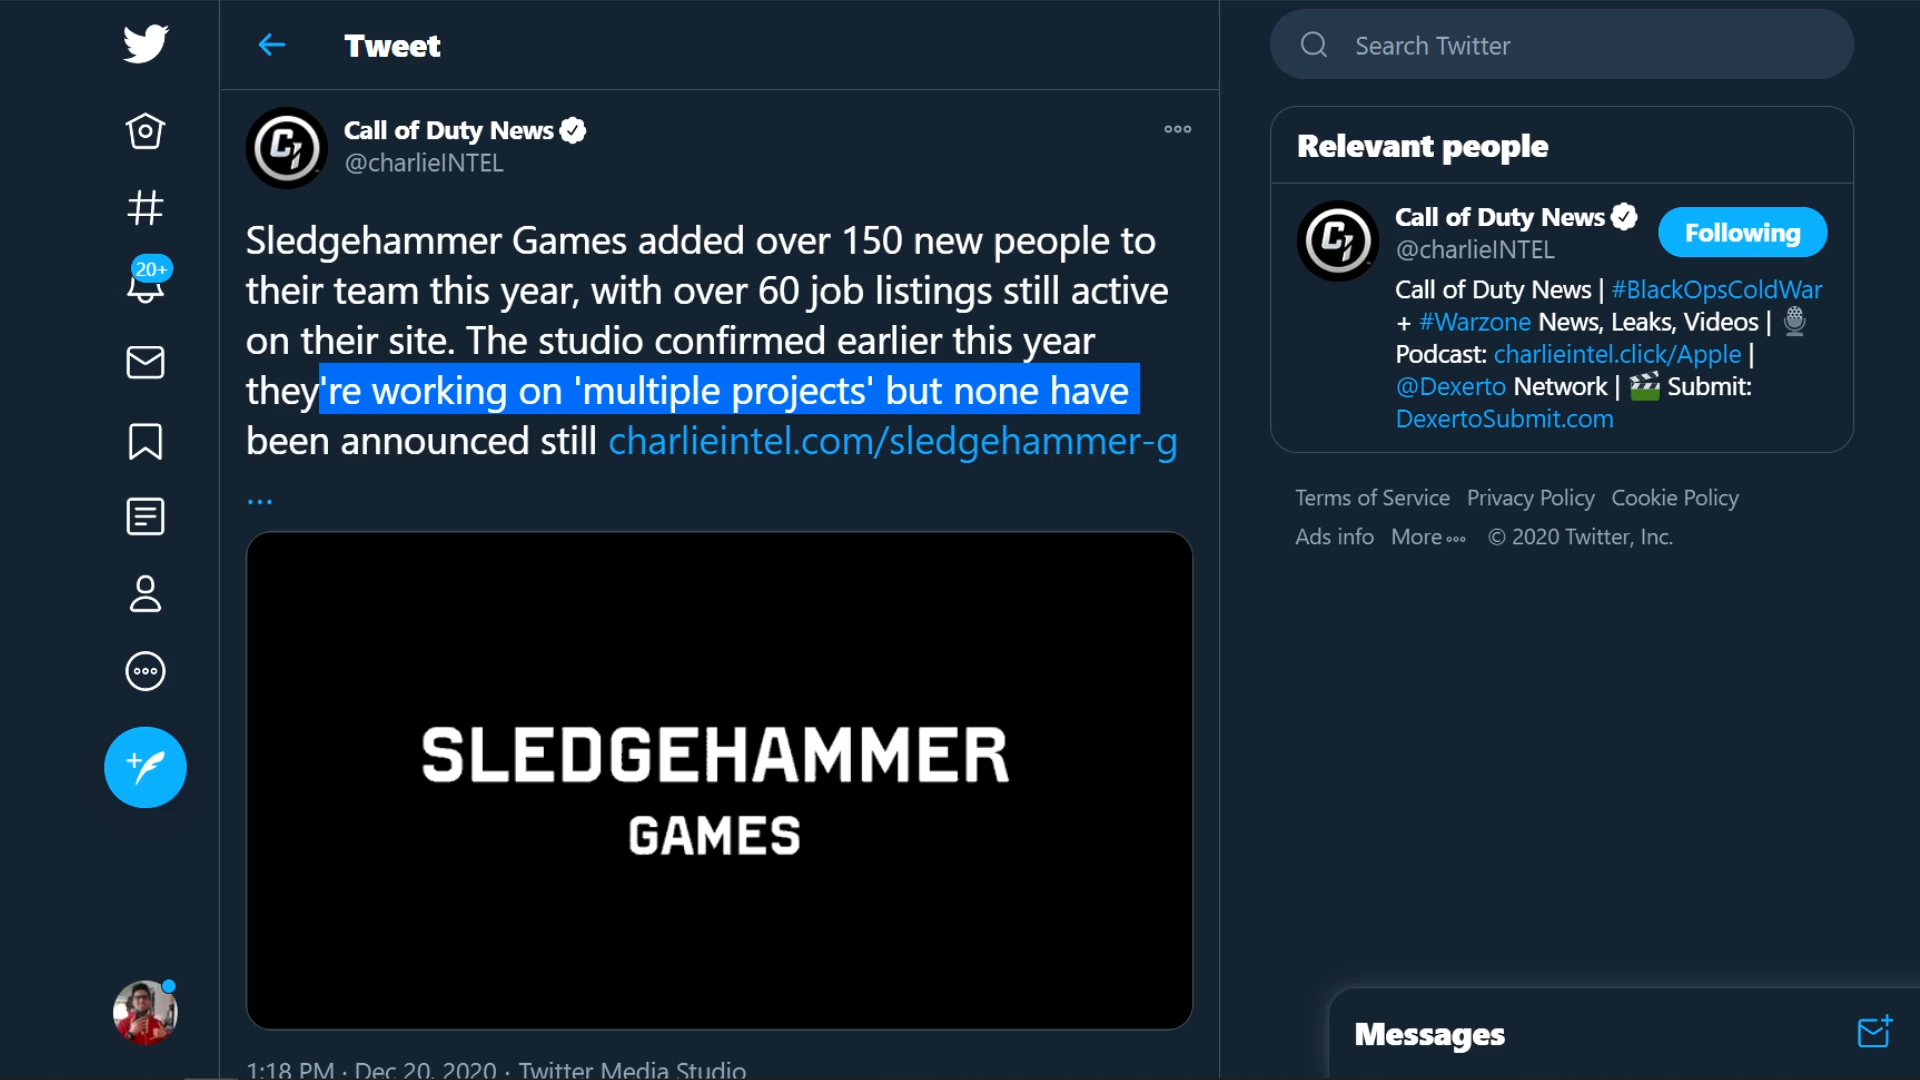 Tweet
Search Twitter
Call of Duty News
@charlieINTEL
Sledgehammer Games added over 150 new people to
their team this year, with over 60 job listings still active
on their site. The studio confirmed earlier this year
they're working on 'multiple projects' but none have
been announced still charlieintel.com/sledgehammer-g
...
SLEDGEHAMMER
GAMES
1:18 PM · Dec 20, 2020 · Twitter Media Studio
20+
Relevant people
Call of Duty News
@charlieINTEL
Following
Call of Duty News | #BlackOpsColdWar
+ #Warzone News, Leaks, Videos |
Podcast: charlieintel.click/Apple |
@Dexerto Network | Submit:
DexertoSubmit.com
Terms of Service Privacy Policy Cookie Policy
Ads info More © 2020 Twitter, Inc.
Messages